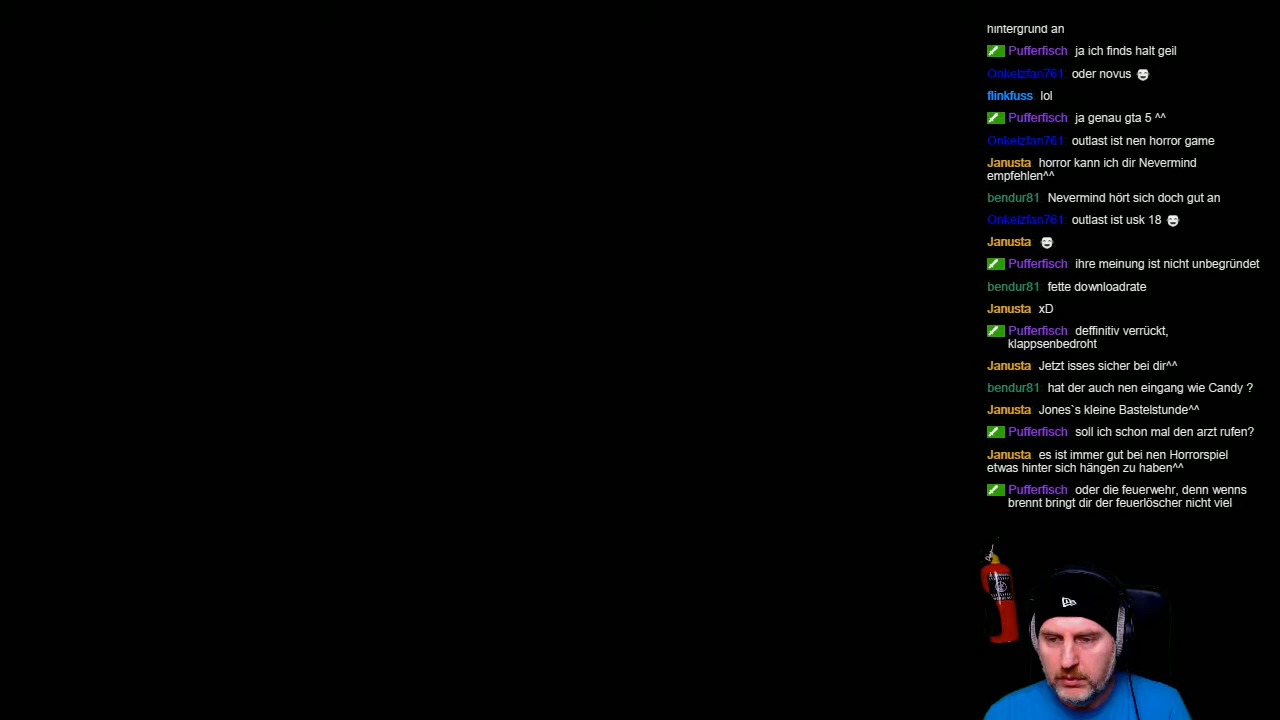 hintergrund an
Pufferfisch ja ich finds halt geil
Onkelzfan761 oder novus
flinkfuss lol
Pufferfisch ja genau gta 5 ^^
Onkelzfan761 outlast ist nen horror game
Janusta horror kann ich dir Nevermind
empfehlen^^
bendur81 Nevermind hört sich doch gut an
Onkelzfan761 outlast ist usk 18
Janusta
Pufferfisch ihre meinung ist nicht unbegründet
bendur81 fette downloadrate
Janusta xD
Pufferfisch deffinitiv verrückt,
klappsenbedroht
Janusta Jetzt isses sicher bei dir^^
bendur81 hat der auch nen eingang wie Candy ?
Janusta Jones`s kleine Bastelstunde^^
Pufferfisch soll ich schon mal den arzt rufen?
Janusta es ist immer gut bei nen Horrorspiel
etwas hinter sich hängen zu haben^^
Pufferfisch oder die feuerwehr, denn wenns
brennt bringt dir der feuerlöscher nicht viel